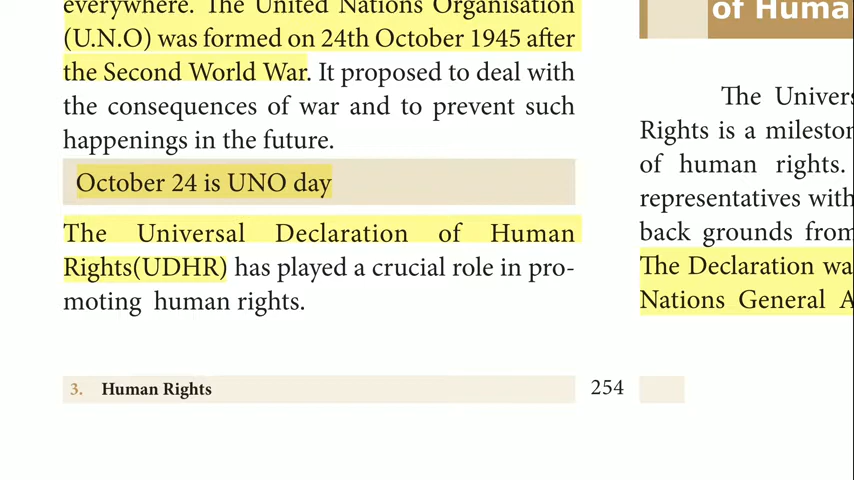 everywhere. The United Nations Organisation
(U.N.O) was formed on 24th October 1945 after
the Second World War. It proposed to deal with
the consequences of war and to prevent such
happenings in the future.
October 24 is UNO day
The Universal Declaration of Human
Rights(UDHR) has played a crucial role in pro-
moting human rights.
3. Human Rights
254
of Huma
The Univers
Rights is a mileston
of human rights.
representatives with
back grounds from
The Declaration wa
Nations General A